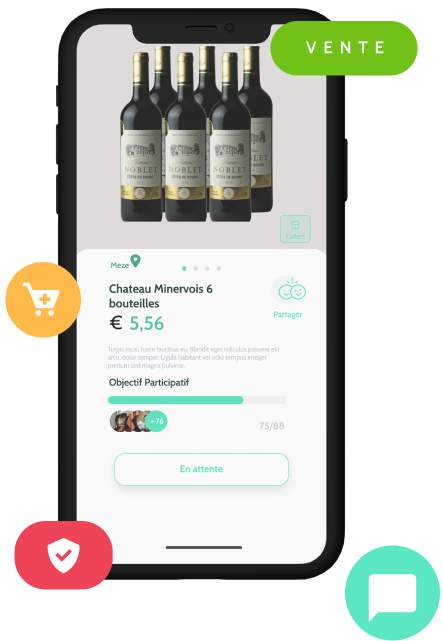 VENTE
NOBLET
NOBLET
NOBLET
Collect
Meze
Chateau Minervois 6
bouteilles
€ 5,56
Partager
Turpis risus, fusce faucibus eu. Blandit eget ridiculus posuere elit
arcu, dolor tempor. Ligula habitant vel odio tempus integer
pretium sed magna pulvinar.
Objectif Participatif
+76
75/88
En attente